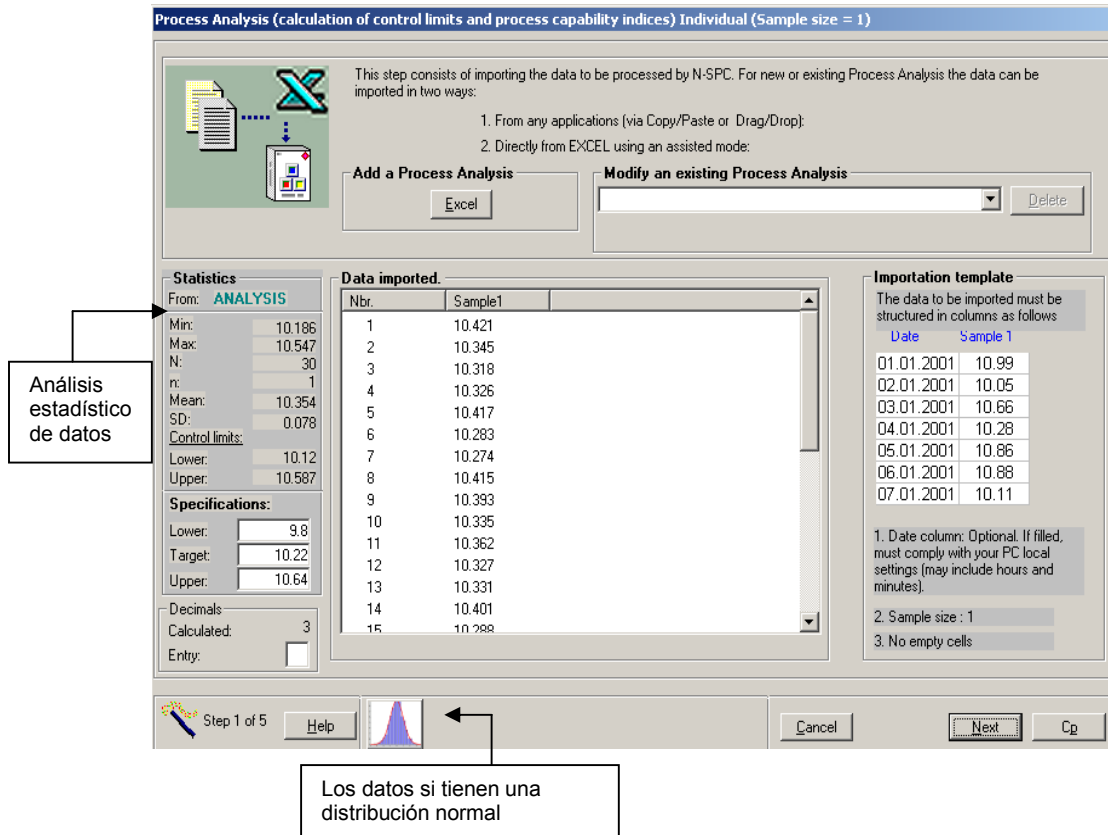 Process Analysis (calculation of control limits and process capability indices) Individual (Sample size = 1)
This step consists of importing the data to be processed by N-SPC. For new or existing Process Analysis the data can be
imported in two ways:
1. From any applications (via Copy/Paste or Drag/Drop):
2. Directly from EXCEL using an assisted mode:
Add a Process Analysis
Excel
Modify an existing Process Analysis
Delete
Statistics
From: ANALYSIS
Min: 10.186
Max: 10.547
N: 30
n: 1
Mean: 10.354
SD: 0.078
Control limits:
Lower: 10.12
Upper: 10.587
Specifications:
Lower: 9.8
Target: 10.22
Upper: 10.64
Decimals
Calculated: 3
Entry:
Data imported.
Nbr. Sample1
1 10.421
2 10.345
3 10.318
4 10.326
5 10.417
6 10.283
7 10.274
8 10.415
9 10.393
10 10.335
11 10.362
12 10.327
13 10.331
14 10.401
15 10.288
Importation template
The data to be imported must be
structured in columns as follows
Date Sample 1
01.01.2001 10.99
02.01.2001 10.05
03.01.2001 10.66
04.01.2001 10.28
05.01.2001 10.86
06.01.2001 10.88
07.01.2001 10.11
1. Date column: Optional. If filled,
must comply with your PC local
settings (may include hours and
minutes).
2. Sample size : 1
3. No empty cells
Análisis
estadístico
de datos
Step 1 of 5
Help
Cancel
Next
Cp
Los datos si tienen una
distribución normal